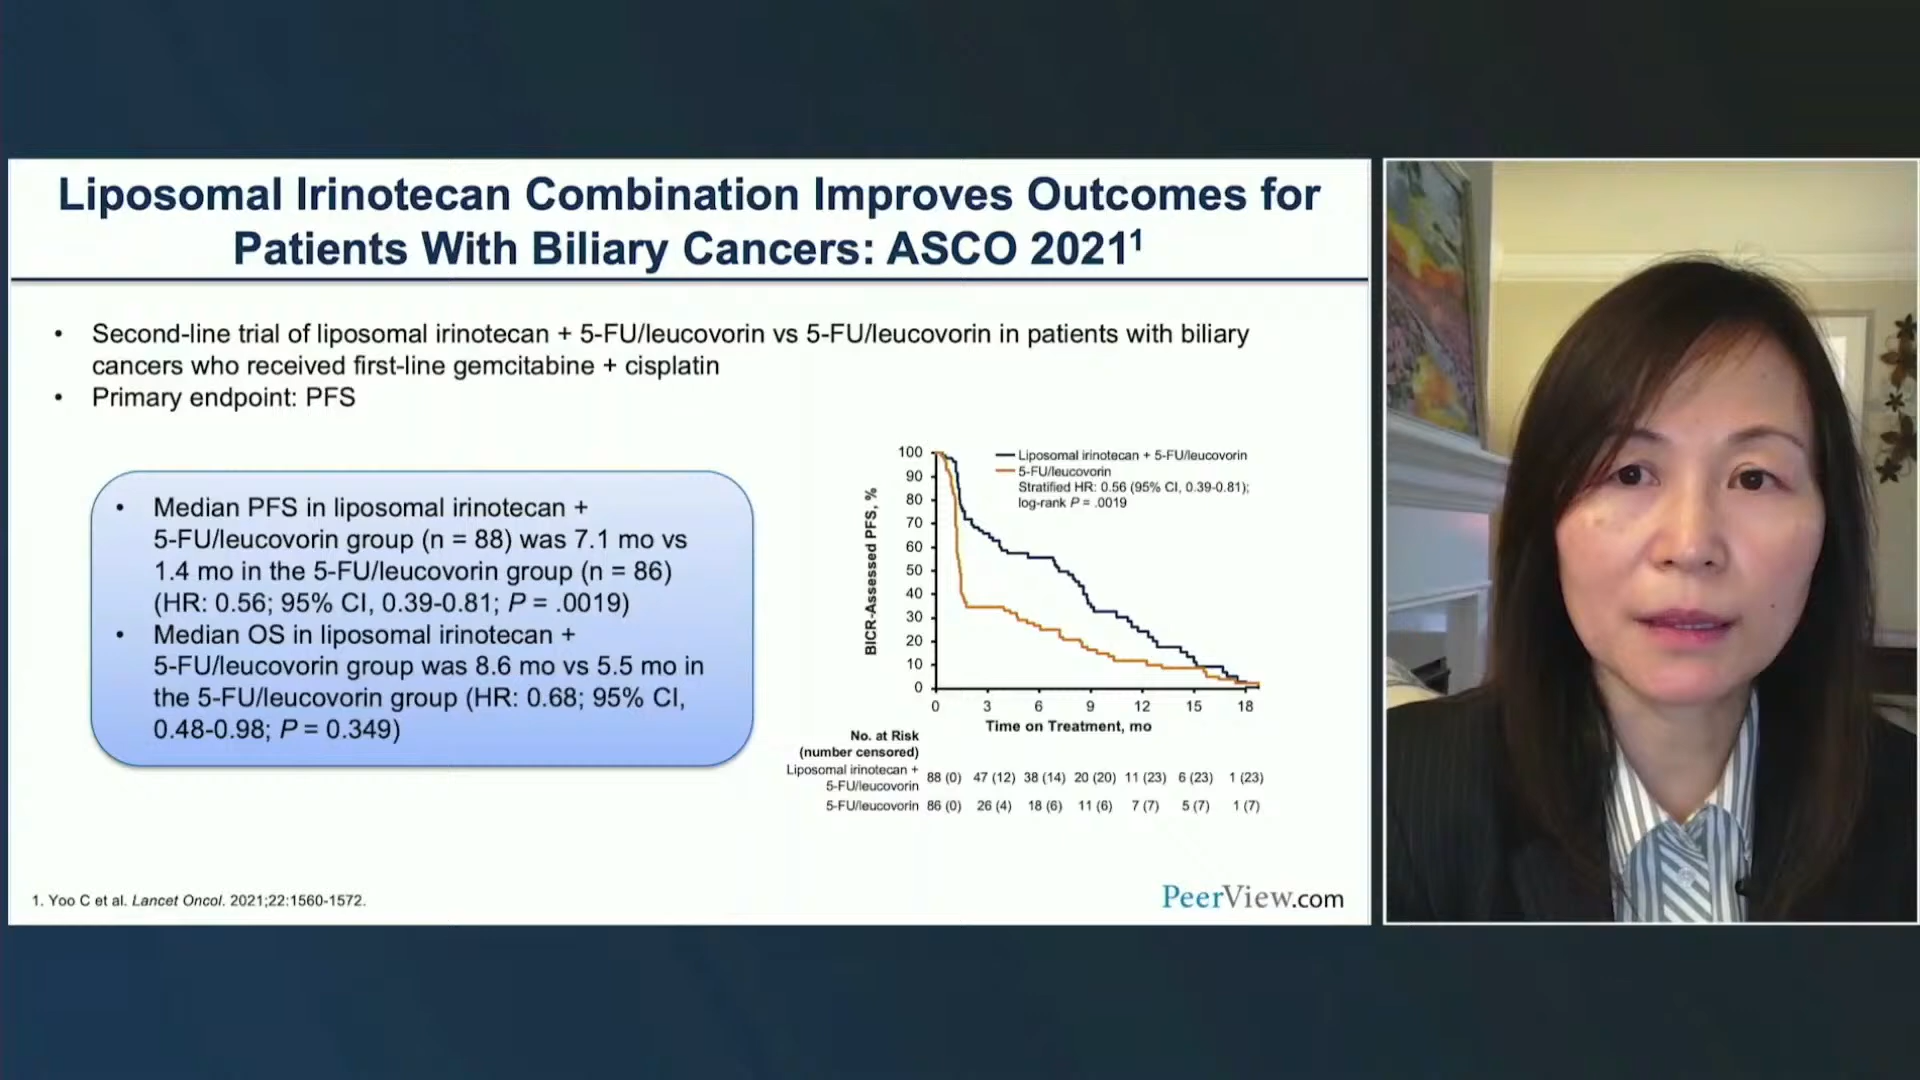 Liposomal Irinotecan Combination Improves Outcomes for
Patients With Biliary Cancers: ASCO 2021¹
• Second-line trial of liposomal irinotecan + 5-FU/leucovorin vs 5-FU/leucovorin in patients with biliary
cancers who received first-line gemcitabine + cisplatin
• Primary endpoint: PFS
• Median PFS in liposomal irinotecan +
5-FU/leucovorin group (n = 88) was 7.1 mo vs
1.4 mo in the 5-FU/leucovorin group (n = 86)
(HR: 0.56; 95% CI, 0.39-0.81; P = .0019)
• Median OS in liposomal irinotecan +
5-FU/leucovorin group was 8.6 mo vs 5.5 mo in
the 5-FU/leucovorin group (HR: 0.68; 95% CI,
0.48-0.98; P = 0.349)
BICR-Assessed PFS, %
100
90
80
70
60
50
40
30
20
10
0
Liposomal irinotecan + 5-FU/leucovorin
5-FU/leucovorin
Stratified HR: 0.56 (95% CI, 0.39-0.81);
log-rank P = .0019
0 3 6 9 12 15 18
Time on Treatment, mo
No. at Risk
(number censored)
Liposomal irinotecan +
5-FU/leucovorin 88 (0) 47 (12) 38 (14) 20 (20) 11 (23) 6 (23) 1 (23)
5-FU/leucovorin 86 (0) 26 (4) 18 (6) 11 (6) 7 (7) 5 (7) 1 (7)
1. Yoo C et al. Lancet Oncol. 2021;22:1560-1572.
PeerView.com